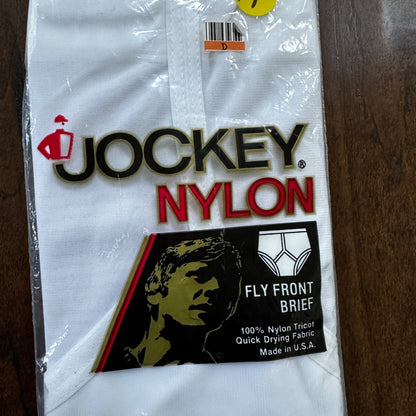 D
JOCKEY®
NYLON
FLY FRONT
BRIEF
100% Nylon Tricot
Quick Drying Fabric
Made in U.S.A.